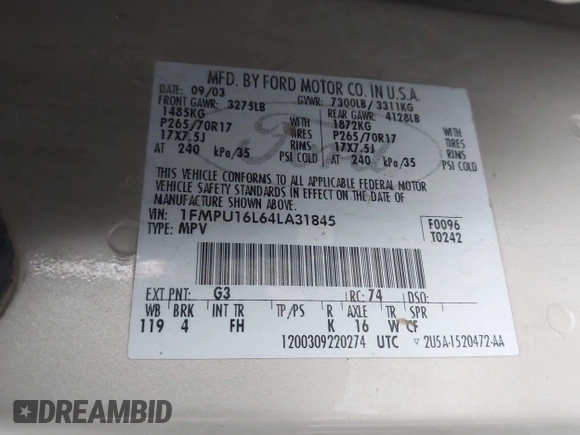 MFD. BY FORD MOTOR CO. IN U.S.A.
DATE: 09/03 GVWR: 7300LB/ 3311KG
FRONT GAWR: 3275LB REAR GAWR: 4128LB
1485KG WITH 1872KG WITH
P265/70R17 TIRES P265/70R17 TIRES
17X7.5J RIMS 17X7.5J RIMS
AT 240 kPa/35 PSI COLD AT 240 kPa/35 PSI COLD
THIS VEHICLE CONFORMS TO ALL APPLICABLE FEDERAL MOTOR
VEHICLE SAFETY STANDARDS IN EFFECT ON THE DATE OF
MANUFACTURE SHOWN ABOVE.
VIN: 1FMPU16L64LA31845 F0096
TYPE: MPV T0242
Ford
EXT PNT: G3 RC: 74 DSO:
WB BRK INT TR TP/PS R AXLE TR SPR
119 4 FH K 16 W CF
1200309220274 UTC ▽ 2U5A-1520472-AA
DREAMBID